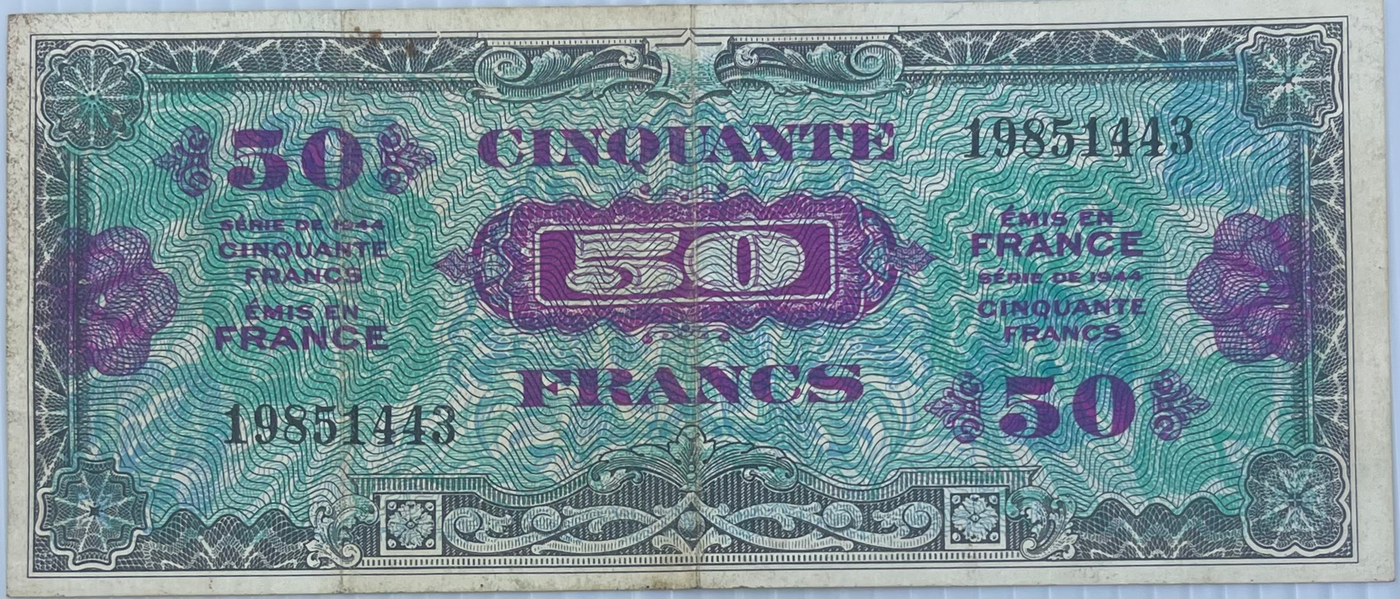 50
CINQUANTE
19851443
SÉRIE DE 1944
CINQUANTE
FRANCS
ÉMIS EN
FRANCE
50
ÉMIS EN
FRANCE
SÉRIE DE 1944
CINQUANTE
FRANCS
FRANCS
50
19851443